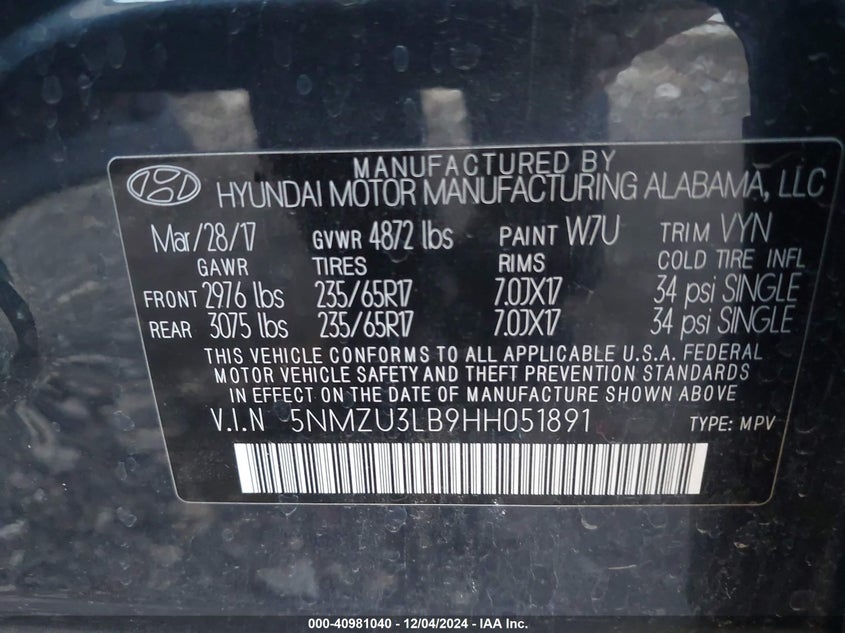 MANUFACTURED BY
HYUNDAI MOTOR MANUFACTURING ALABAMA, LLC
Mar/28/17 GVWR 4872 lbs PAINT W7U TRIM VYN
GAWR TIRES RIMS COLD TIRE INFL
FRONT 2976 lbs 235/65R17 7.0JX17 34 psi SINGLE
REAR 3075 lbs 235/65R17 7.0JX17 34 psi SINGLE
THIS VEHICLE CONFORMS TO ALL APPLICABLE U.S.A. FEDERAL
MOTOR VEHICLE SAFETY AND THEFT PREVENTION STANDARDS
IN EFFECT ON THE DATE OF MANUFACTURE SHOWN ABOVE
V.I.N 5NMZU3LB9HH051891 TYPE: MPV
000-40981040 - 12/04/2024 - IAA Inc.